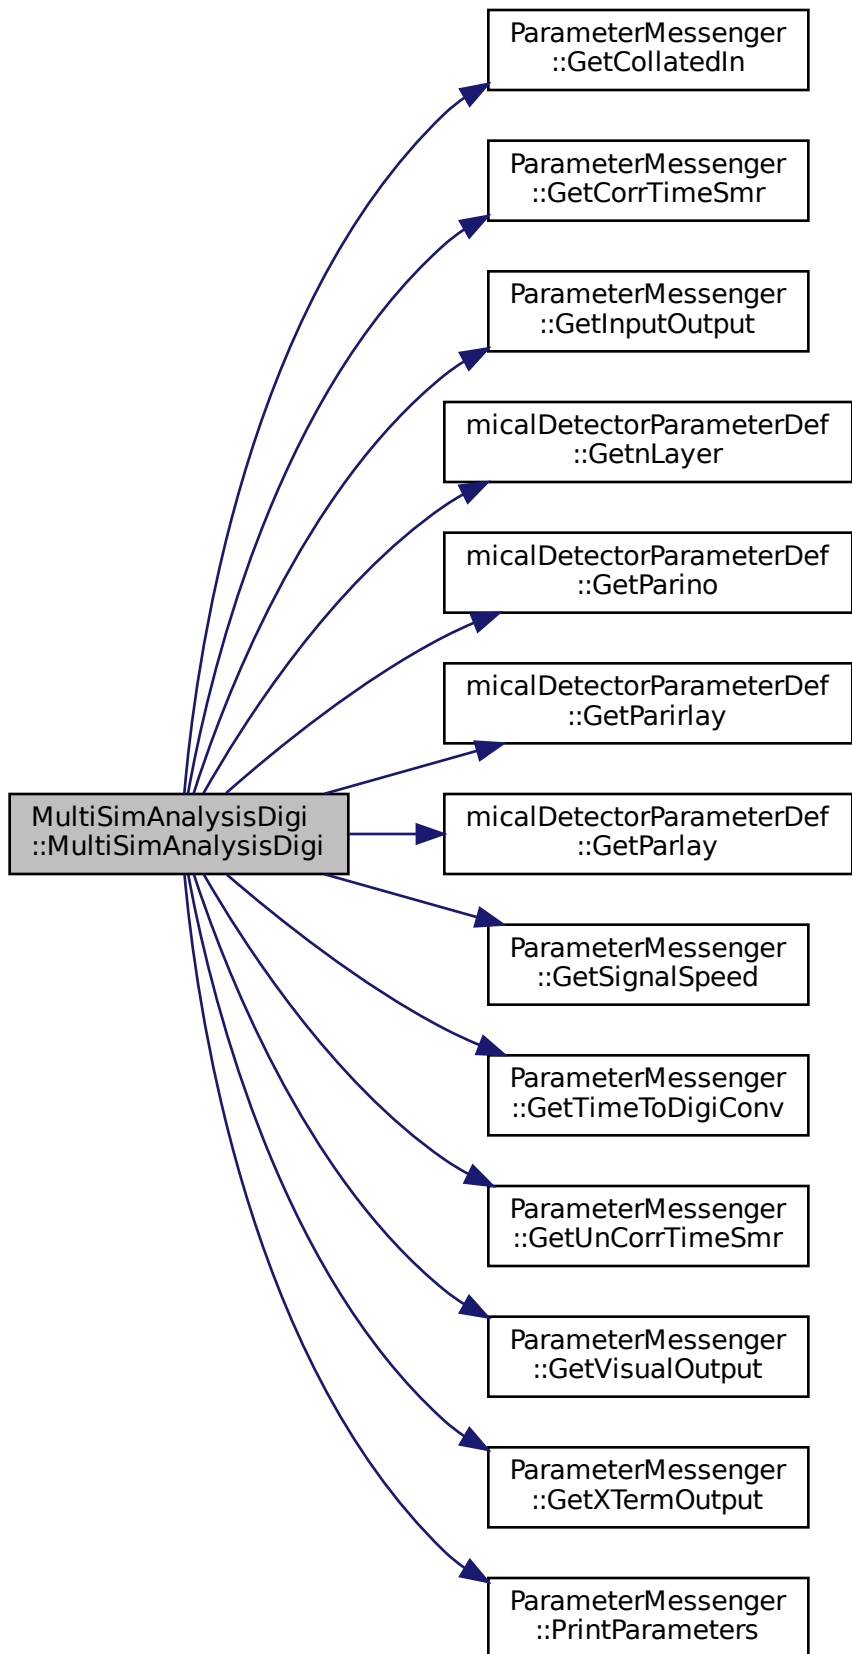 ParameterMessenger
::GetCollatedIn
ParameterMessenger
::GetCorrTimeSmr
ParameterMessenger
::GetInputOutput
micalDetectorParameterDef
::GetnLayer
micalDetectorParameterDef
::GetParino
micalDetectorParameterDef
::GetParirlay
MultiSimAnalysisDigi
::MultiSimAnalysisDigi
micalDetectorParameterDef
::GetParlay
ParameterMessenger
::GetSignalSpeed
ParameterMessenger
::GetTimeToDigiConv
ParameterMessenger
::GetUnCorrTimeSmr
ParameterMessenger
::GetVisualOutput
ParameterMessenger
::GetXTermOutput
ParameterMessenger
::PrintParameters